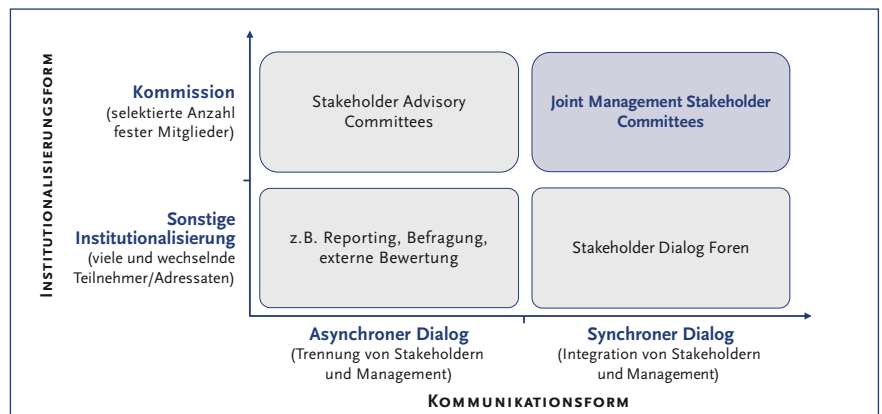 INSTITUTIONALISIERUNGSFORM
Kommission
(selektierte Anzahl
fester Mitglieder)
Stakeholder Advisory
Committees
Joint Management Stakeholder
Committees
Sonstige
Institutionalisierung
(viele und wechselnde
Teilnehmer/Adressaten)
z.B. Reporting, Befragung,
externe Bewertung
Stakeholder Dialog Foren
Asynchroner Dialog
(Trennung von Stakeholdern
und Management)
Synchroner Dialog
(Integration von Stakeholdern
und Management)
KOMMUNIKATIONSFORM